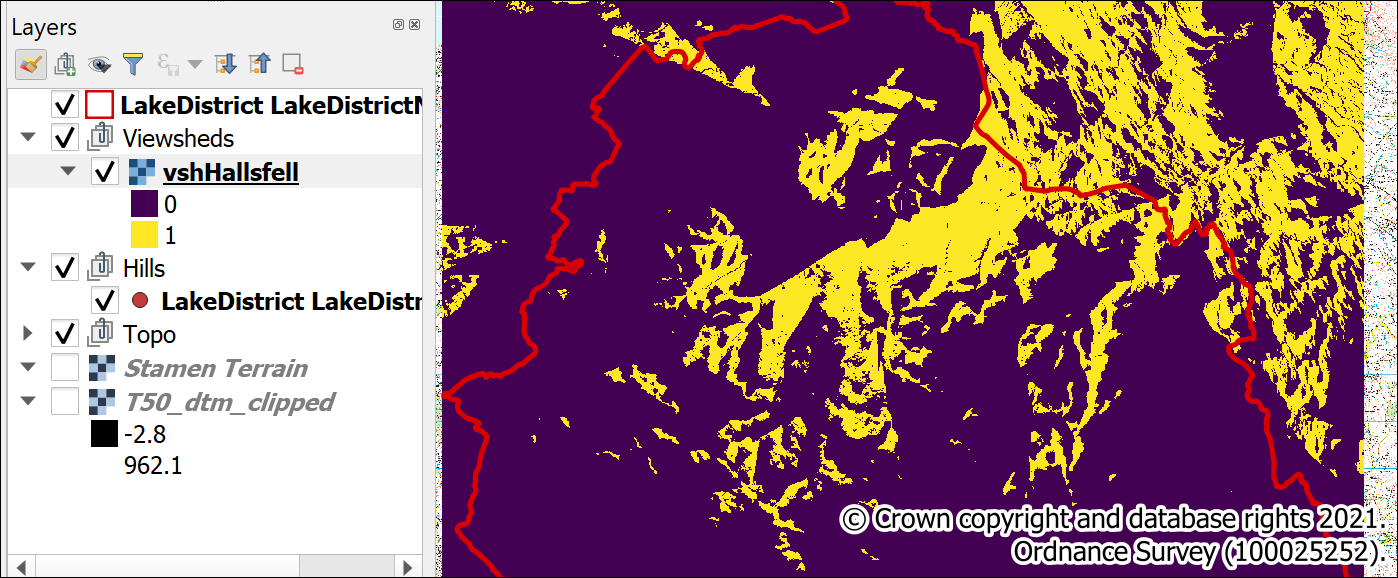 Layers
LakeDistrict LakeDistrictN
Viewsheds
vshHallsfell
0
1
Hills
LakeDistrict LakeDistr
Topo
Stamen Terrain
T50_dtm_clipped
-2.8
962.1
© Crown copyright and database rights 2021.
Ordnance Survey (100025252).